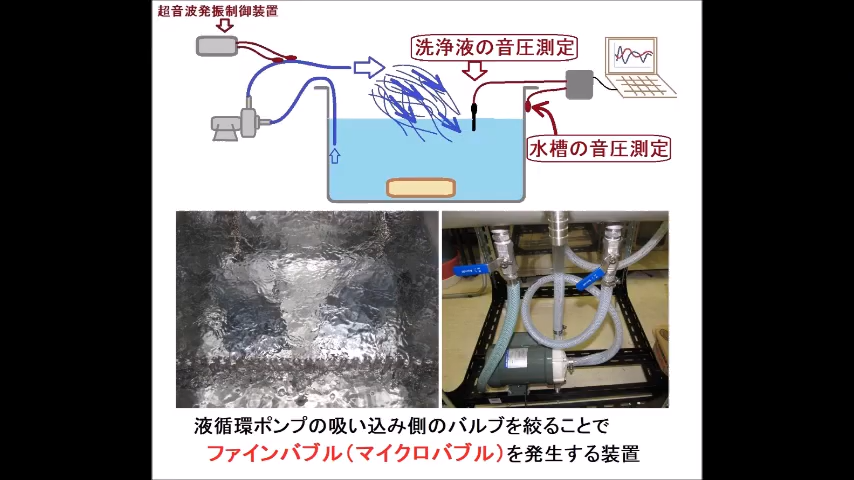 超音波発振制御装置
洗浄液の音圧測定
水槽の音圧測定
液循環ポンプの吸い込み側のバルブを絞ることで
ファインバブル（マイクロバブル）を発生する装置